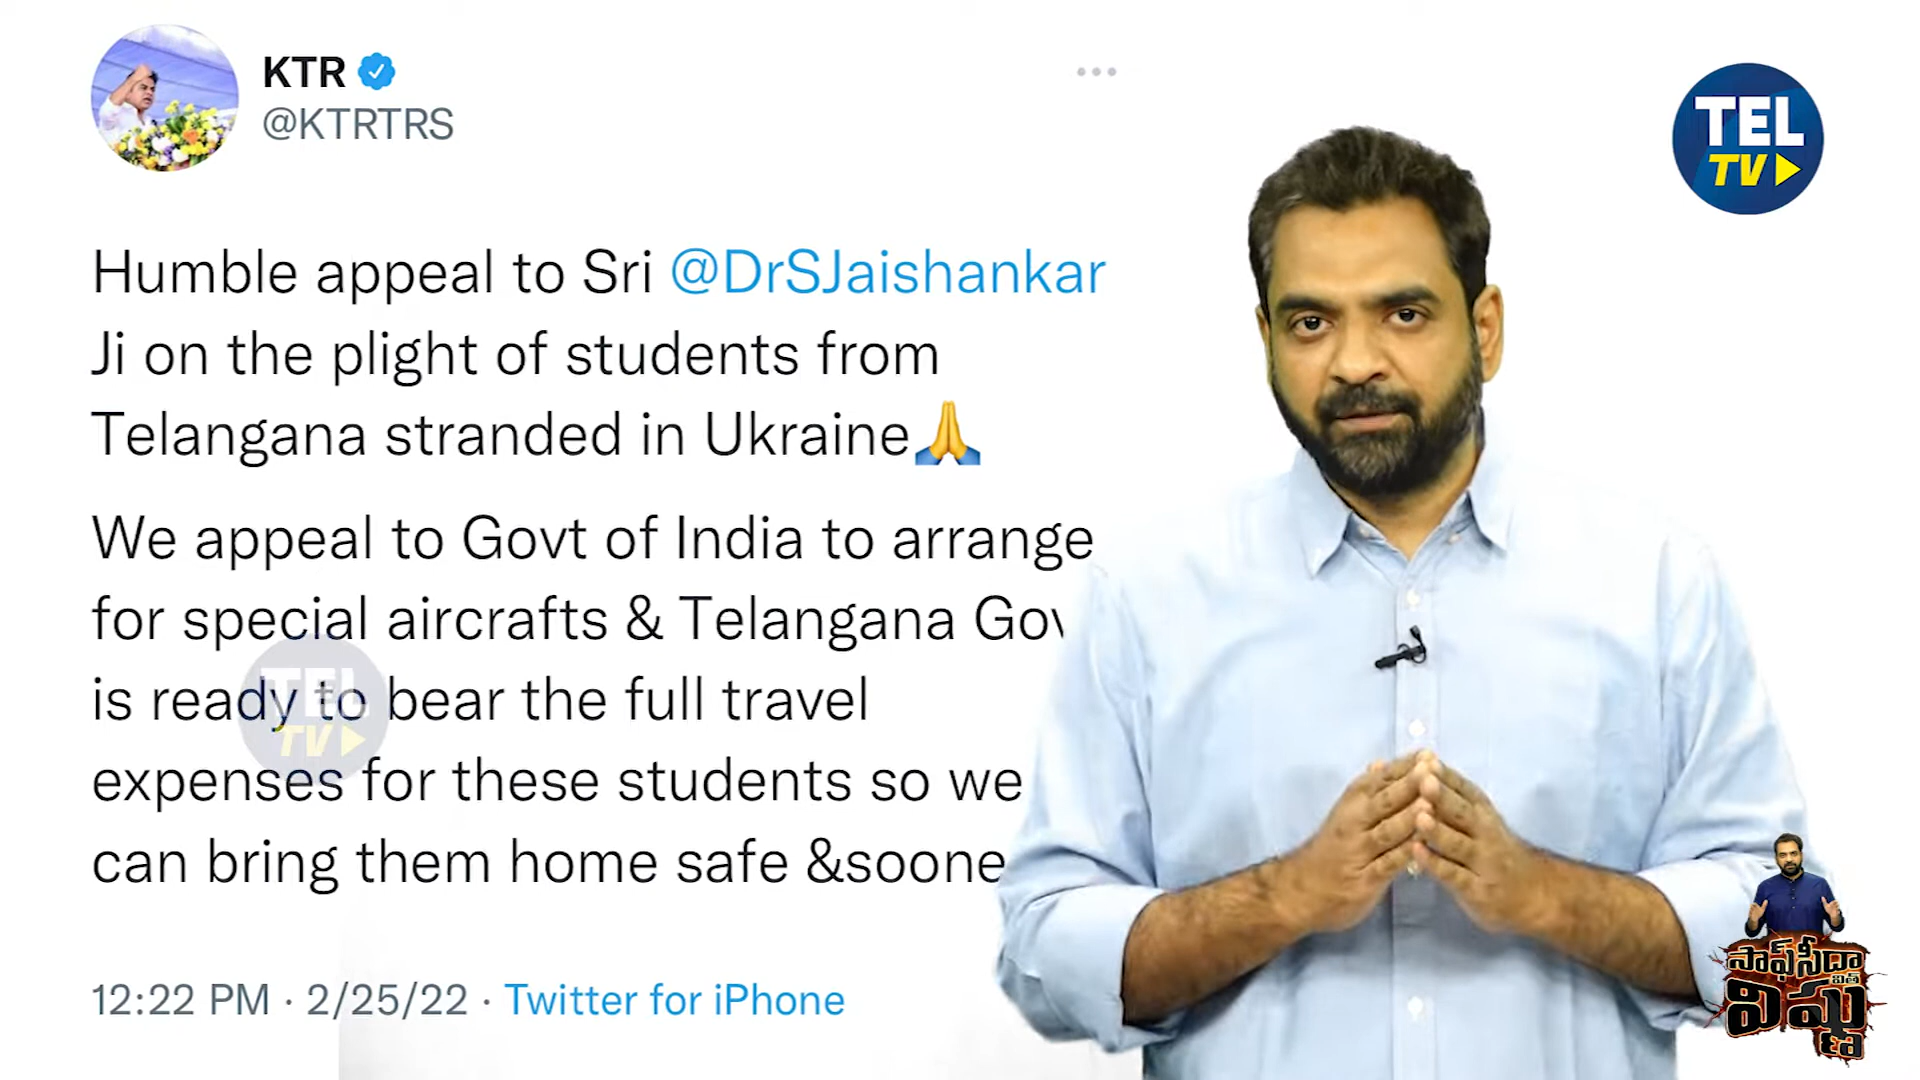 KTR
@KTRTRS
TEL
TV
Humble appeal to Sri @DrSJaishankar
Ji on the plight of students from
Telangana stranded in Ukraine🙏
We appeal to Govt of India to arrange
for special aircrafts & Telangana Gov
is ready to bear the full travel
expenses for these students so we
can bring them home safe &soone
TEL
TV
12:22 PM · 2/25/22 · Twitter for iPhone
సాఫ్‌సీదా
విత్
విష్ణు